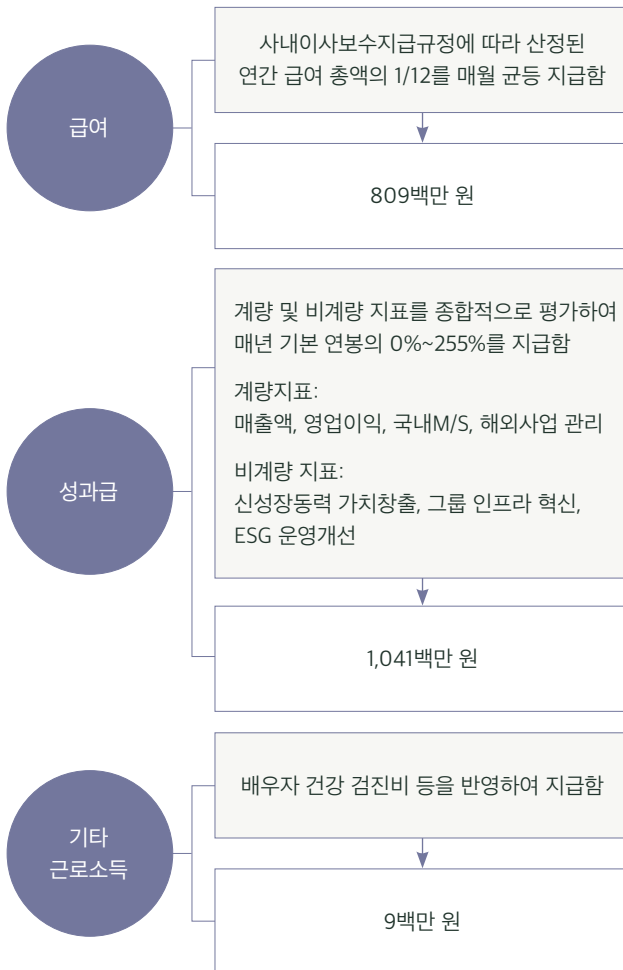 급여
사내이사보수지급규정에 따라 산정된
연간 급여 총액의 1/12를 매월 균등 지급함
809백만 원
성과급
계량 및 비계량 지표를 종합적으로 평가하여
매년 기본 연봉의 0%~255%를 지급함
계량지표:
매출액, 영업이익, 국내M/S, 해외사업 관리
비계량 지표:
신성장동력 가치창출, 그룹 인프라 혁신,
ESG 운영개선
1,041백만 원
기타
근로소득
배우자 건강 검진비 등을 반영하여 지급함
9백만 원